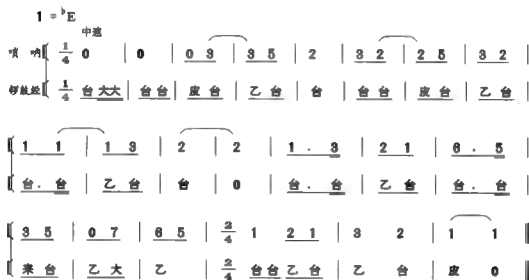 1 = ♭E
中速
唢呐 1/4 0 | 0 | 0 3 | 3 5 | 2 | 3 2 | 2 5 | 3 2 |
锣鼓经 1/4 台 大大 | 台 台 | 皮 台 | 乙 台 | 台 | 台 台 | 皮 台 | 乙 台 |
1 1 | 1 3 | 2 | 2 | 1 . 3 | 2 1 | 6 . 5 |
台 . 台 | 乙 台 | 台 | 0 | 台 . 台 | 乙 台 | 台 . 台 |
3 5 | 0 7 | 6 5 | 2/4 1 2 1 | 3 2 | 1 1 ‖
来 台 | 乙 大 | 乙 | 2/4 台 台 乙 台 | 乙 台 | 皮 0 ‖